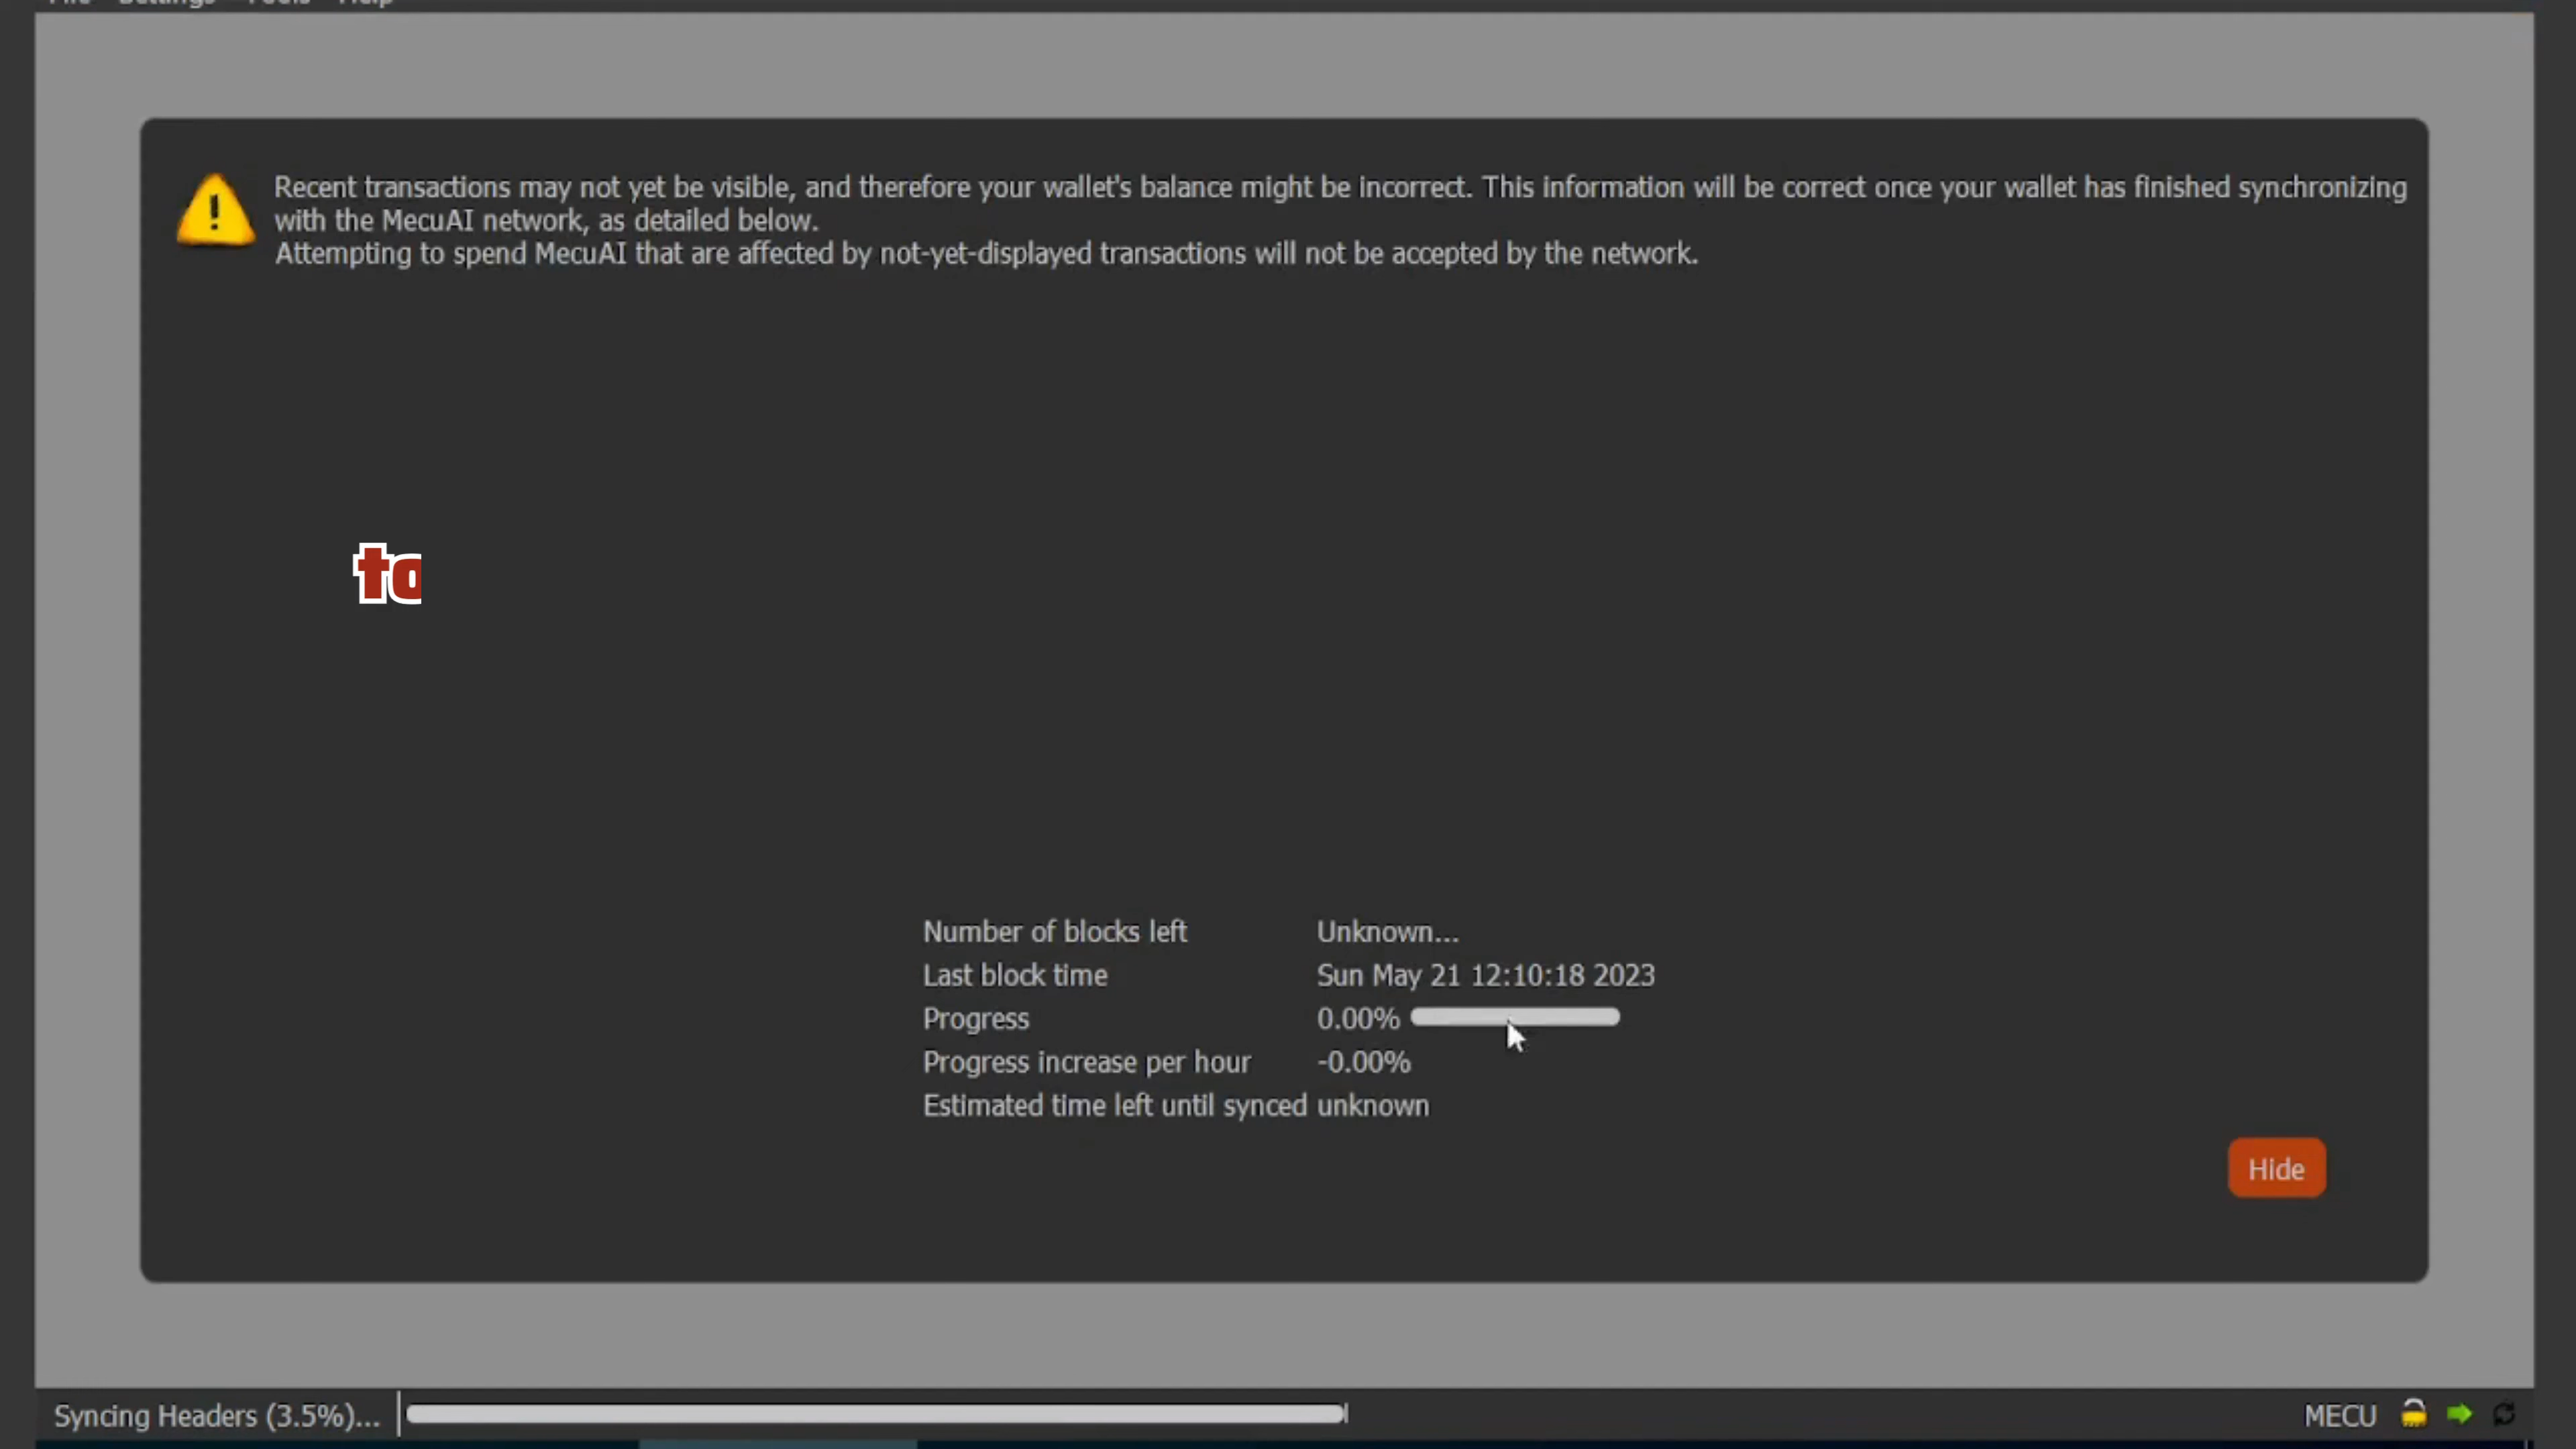 File Settings Tools Help
Recent transactions may not yet be visible, and therefore your wallet's balance might be incorrect. This information will be correct once your wallet has finished synchronizing
with the MecuAI network, as detailed below.
Attempting to spend MecuAI that are affected by not-yet-displayed transactions will not be accepted by the network.
to
Number of blocks left Unknown...
Last block time Sun May 21 12:10:18 2023
Progress 0.00%
Progress increase per hour -0.00%
Estimated time left until synced unknown
Hide
Syncing Headers (3.5%)... MECU